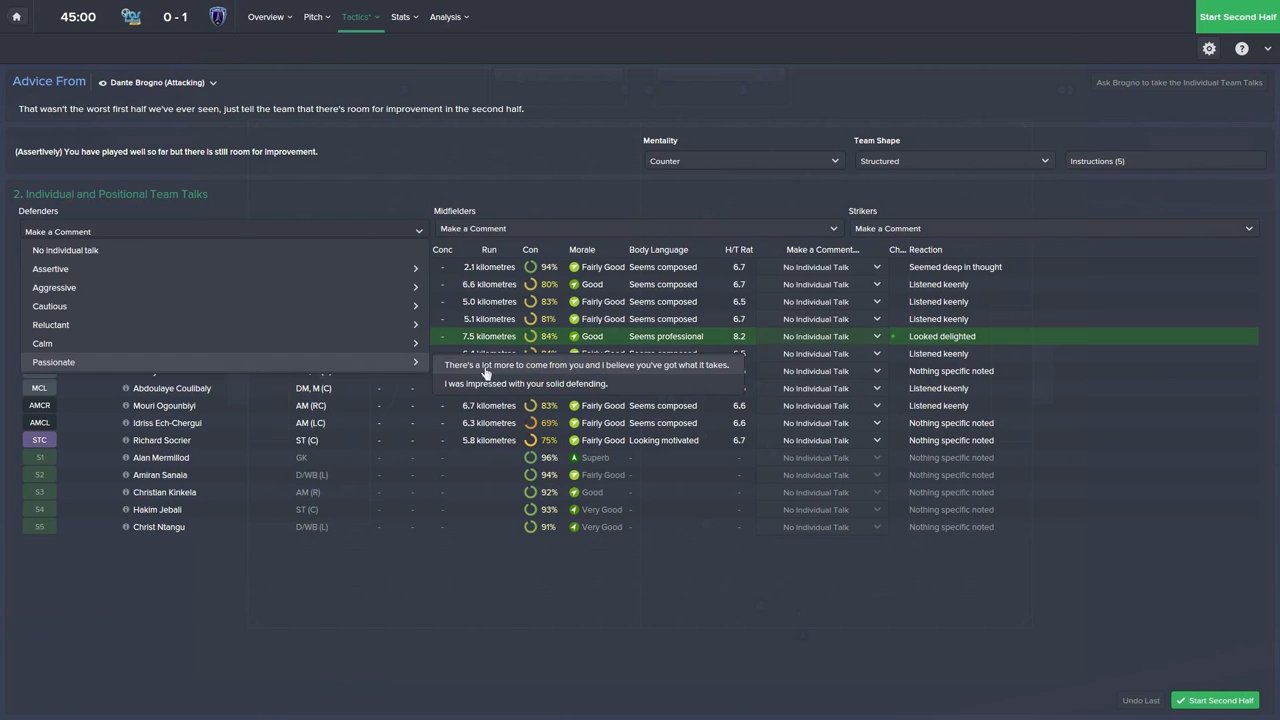 45:00 0 - 1 Overview Pitch Tactics* Stats Analysis Start Second Half
Advice From Dante Brogno (Attacking) Ask Brogno to take the Individual Team Talks
That wasn't the worst first half we've ever seen, just tell the team that there's room for improvement in the second half.
Mentality Team Shape
(Assertively) You have played well so far but there is still room for improvement.
Counter Structured Instructions (5)
2. Individual and Positional Team Talks
Defenders Midfielders Strikers
Make a Comment Make a Comment Make a Comment
No individual talk Conc Run Con Morale Body Language H/T Rat Make a Comment... Ch... Reaction
Assertive - 2.1 kilometres 94% Fairly Good Seems composed 6.7 No Individual Talk Seemed deep in thought
Aggressive - 6.6 kilometres 80% Good Seems composed 6.7 No Individual Talk Listened keenly
Cautious - 5.0 kilometres 83% Fairly Good Seems composed 6.5 No Individual Talk Listened keenly
Reluctant - 5.1 kilometres 81% Fairly Good Seems composed 6.7 No Individual Talk Listened keenly
Calm - 7.5 kilometres 84% Good Seems professional 8.2 No Individual Talk Looked delighted
No Individual Talk Listened keenly
Passionate There's a lot more to come from you and I believe you've got what it takes. No Individual Talk Nothing specific noted
I was impressed with your solid defending.
MCL Abdoulaye Coulibaly DM, M (C) No Individual Talk Listened keenly
AMCR Mouri Ogounbiyi AM (RC) 6.7 kilometres 83% Fairly Good Seems composed 6.6 No Individual Talk Listened keenly
AMCL Idriss Ech-Chergui AM (LC) 6.3 kilometres 69% Fairly Good Seems composed 6.6 No Individual Talk Nothing specific noted
STC Richard Socrier ST (C) - - - 5.8 kilometres 75% Fairly Good Looking motivated 6.7 No Individual Talk Nothing specific noted
S1 Alan Mermillod GK - - - 96% Superb - - No Individual Talk Nothing specific noted
S2 Amiran Sanaia D/WB (L) - - - 94% Fairly Good - - No Individual Talk Nothing specific noted
S3 Christian Kinkela AM (R) - - - 92% Good - - No Individual Talk Nothing specific noted
S4 Hakim Jebali ST (C) - - - 93% Very Good - - No Individual Talk Nothing specific noted
S5 Christ Ntangu D/WB (L) - - - 91% Very Good - - No Individual Talk Nothing specific noted
Undo Last Start Second Half